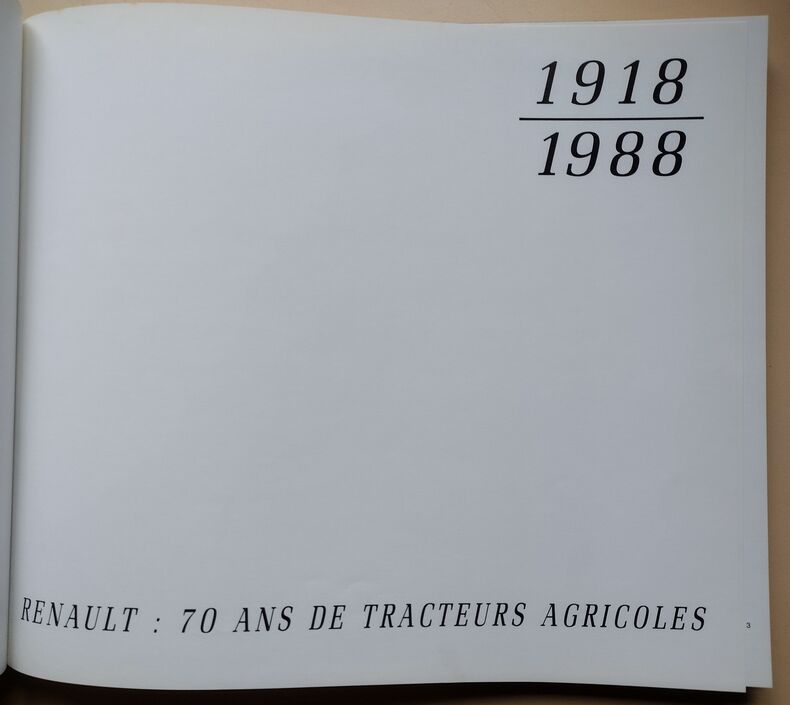 1918
1988
RENAULT : 70 ANS DE TRACTEURS AGRICOLES
3